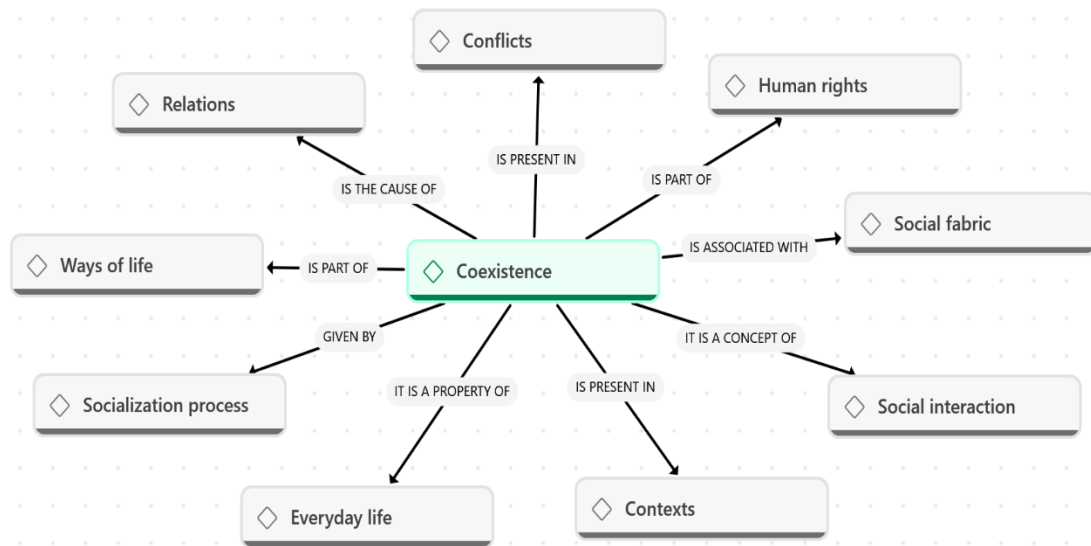 Conflicts
Human rights
Relations
IS PRESENT IN
IS PART OF
IS THE CAUSE OF
Social fabric
IS ASSOCIATED WITH
Ways of life
IS PART OF
Coexistence
GIVEN BY
IT IS A CONCEPT OF
IT IS A PROPERTY OF
IS PRESENT IN
Socialization process
Social interaction
Everyday life
Contexts